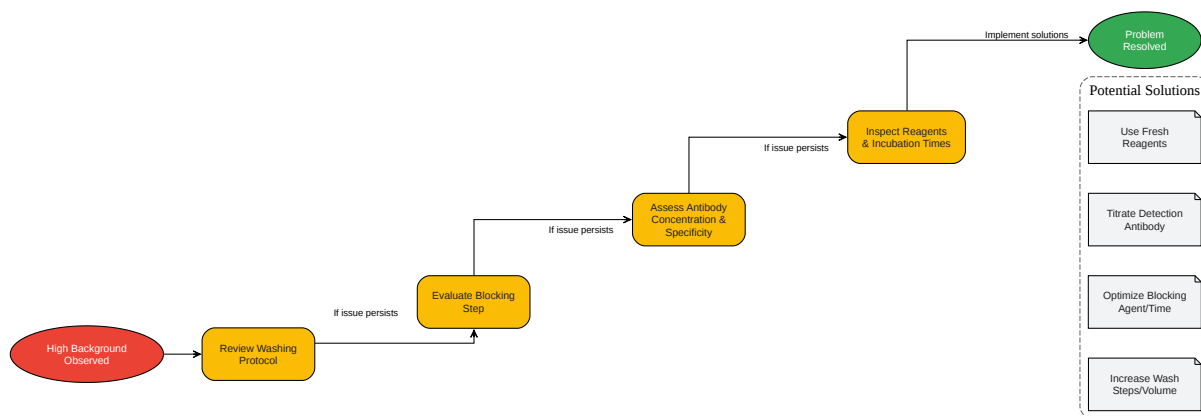 Implement solutions
Problem
Resolved
Potential Solutions
Use Fresh
Reagents
Inspect Reagents
& Incubation Times
If issue persists
Titrate Detection
Antibody
Assess Antibody
Concentration &
Specificity
If issue persists
Optimize Blocking
Agent/Time
Evaluate Blocking
Step
If issue persists
High Background
Observed
Review Washing
Protocol
Increase Wash
Steps/Volume